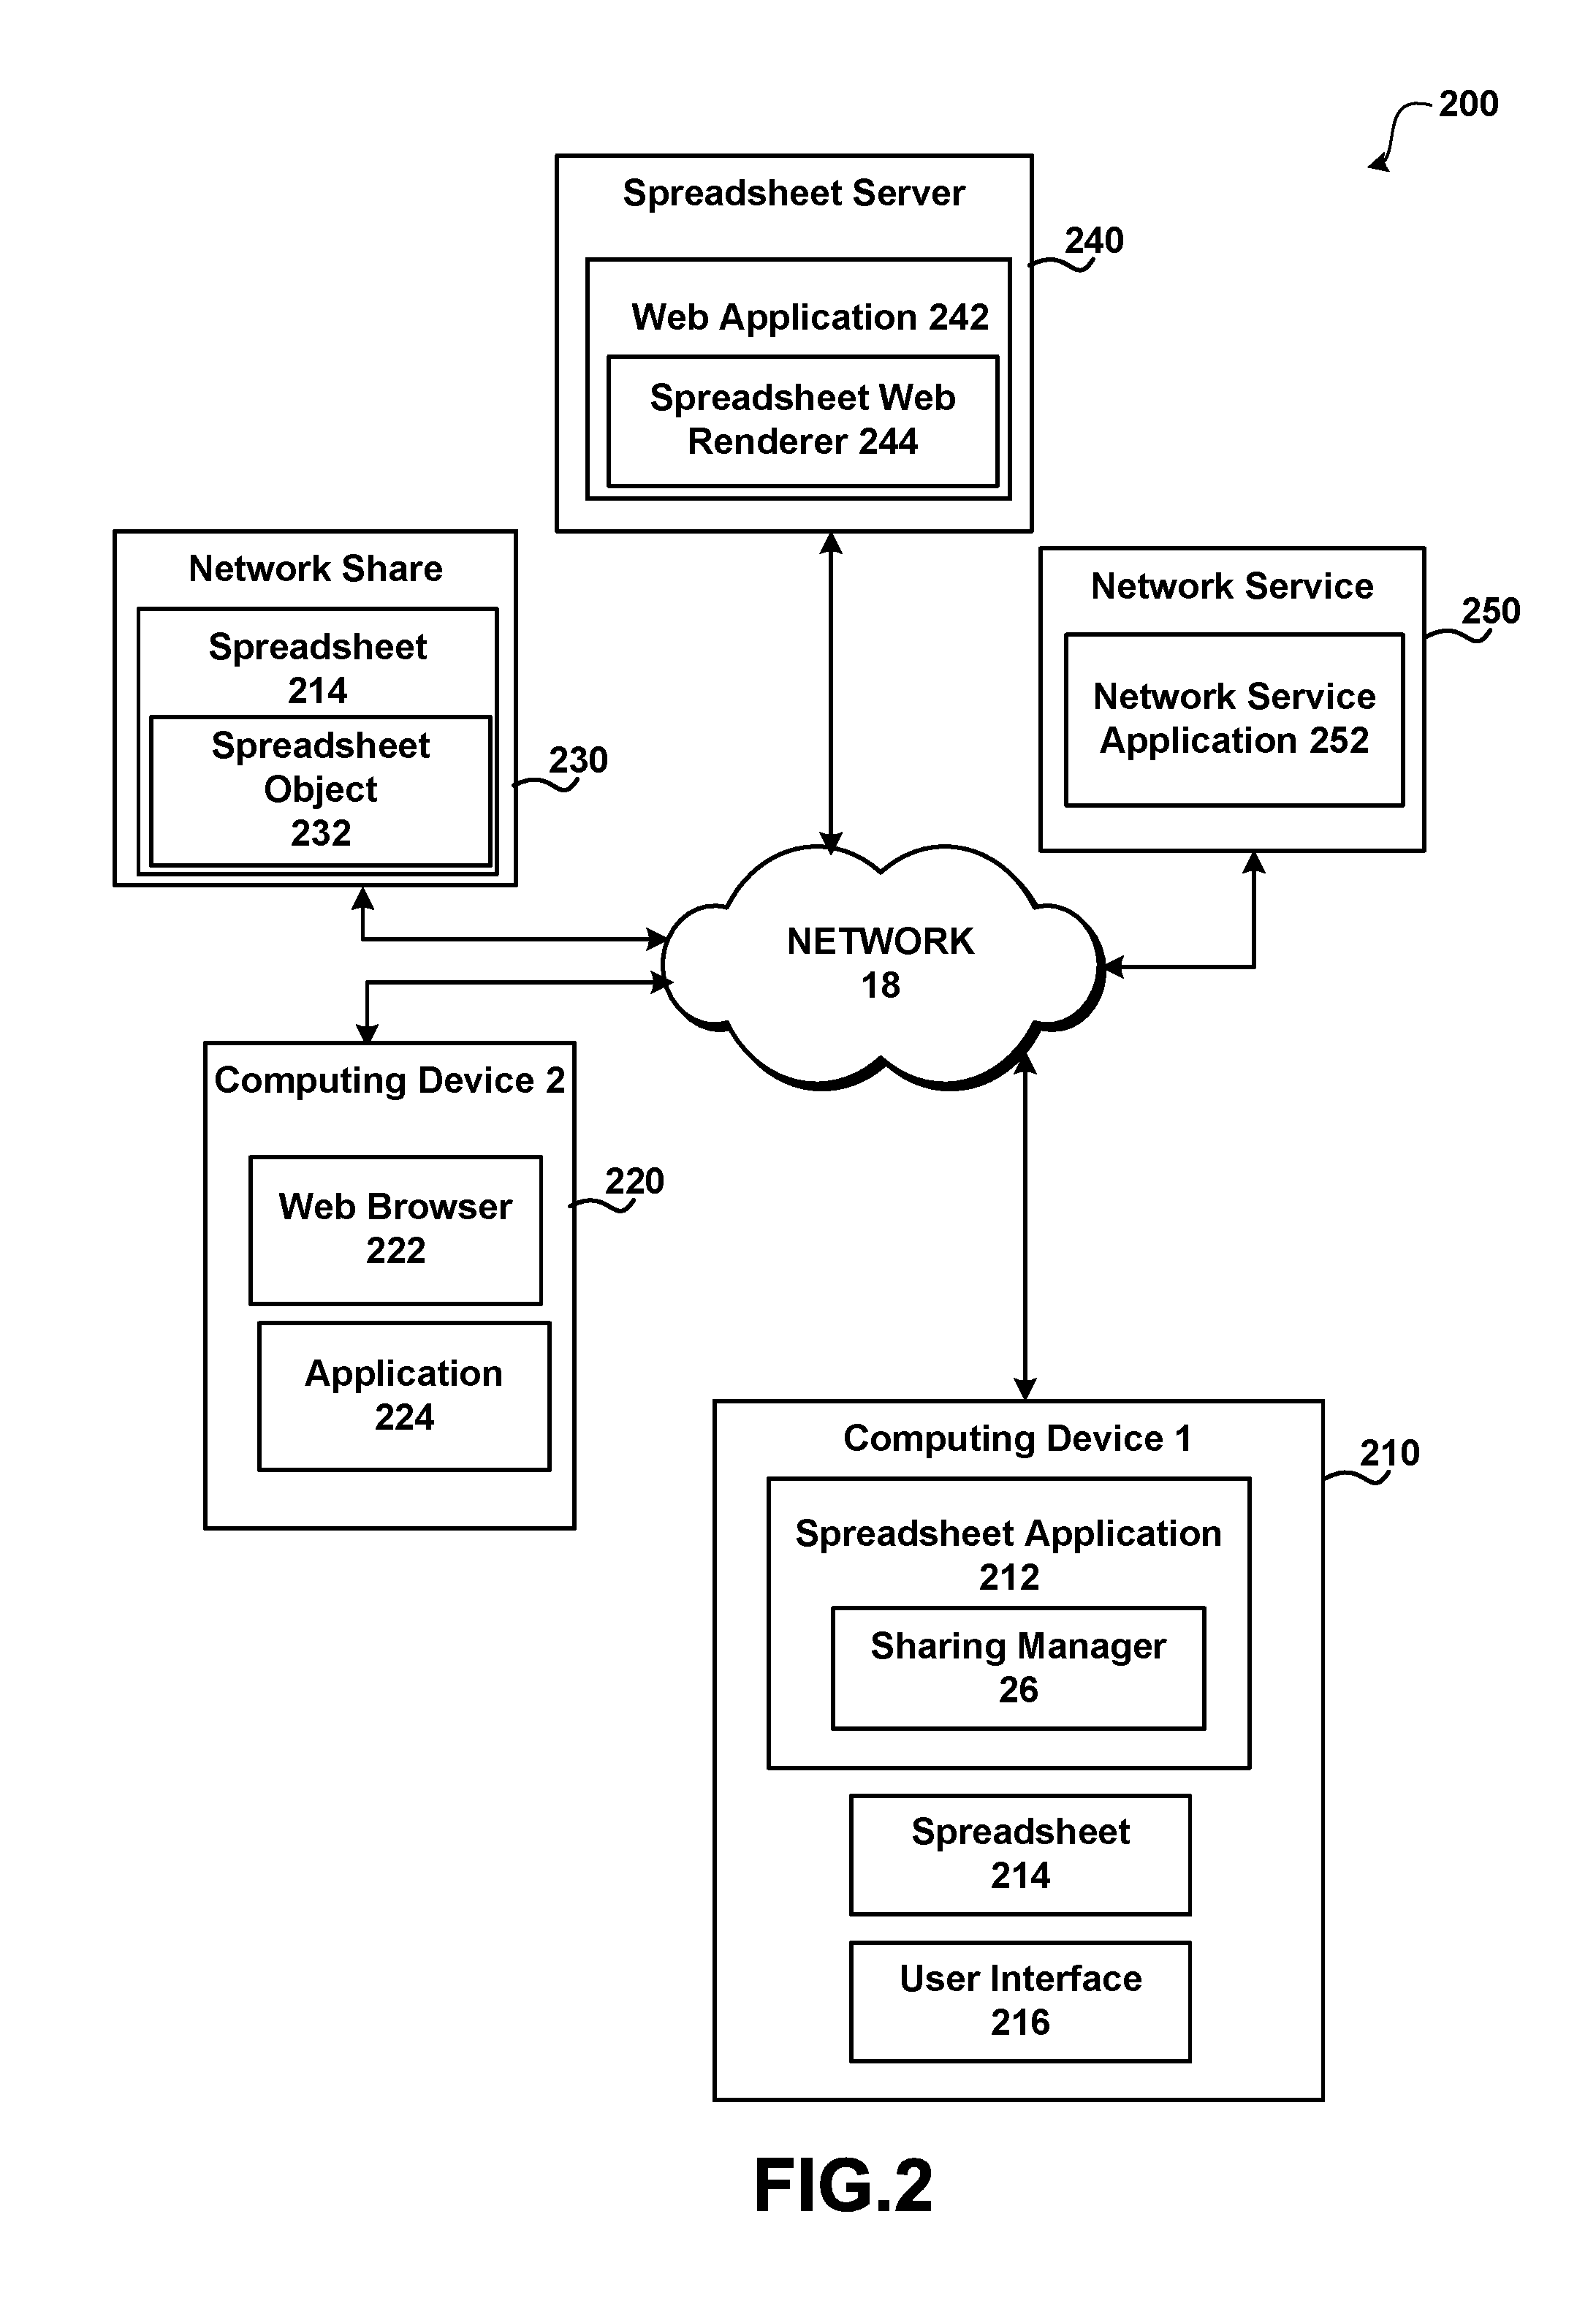 200
Spreadsheet Server
240
Web Application 242
Spreadsheet Web
Renderer 244
Network Share
Spreadsheet
214
Spreadsheet
Object
232
230
Network Service
250
Network Service
Application 252
NETWORK
18
Computing Device 2
Web Browser
222
220
Application
224
Computing Device 1
210
Spreadsheet Application
212
Sharing Manager
26
Spreadsheet
214
User Interface
216
FIG.2